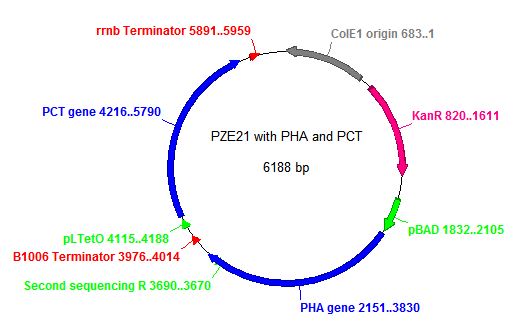 rrnb Terminator 5891..5959
ColE1 origin 683..1
PCT gene 4216..5790
KanR 820..1611
PZE21 with PHA and PCT
6188 bp
pLTetO 4115..4188
pBAD 1832..2105
B1006 Terminator 3976..4014
Second sequencing R 3690..3670
PHA gene 2151..3830